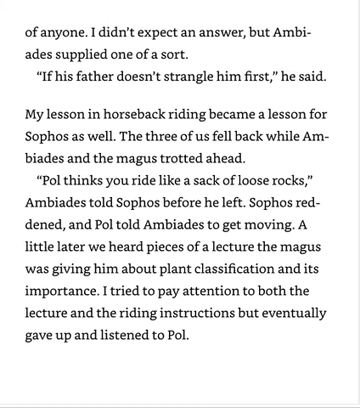 of anyone. I didn’t expect an answer, but Ambi-
ades supplied one of a sort.
“If his father doesn’t strangle him first,” he said.
My lesson in horseback riding became a lesson for
Sophos as well. The three of us fell back while Am-
biades and the magus trotted ahead.
“Pol thinks you ride like a sack of loose rocks,”
Ambiades told Sophos before he left. Sophos red-
dened, and Pol told Ambiades to get moving. A
little later we heard pieces of a lecture the magus
was giving him about plant classification and its
importance. I tried to pay attention to both the
lecture and the riding instructions but eventually
gave up and listened to Pol.